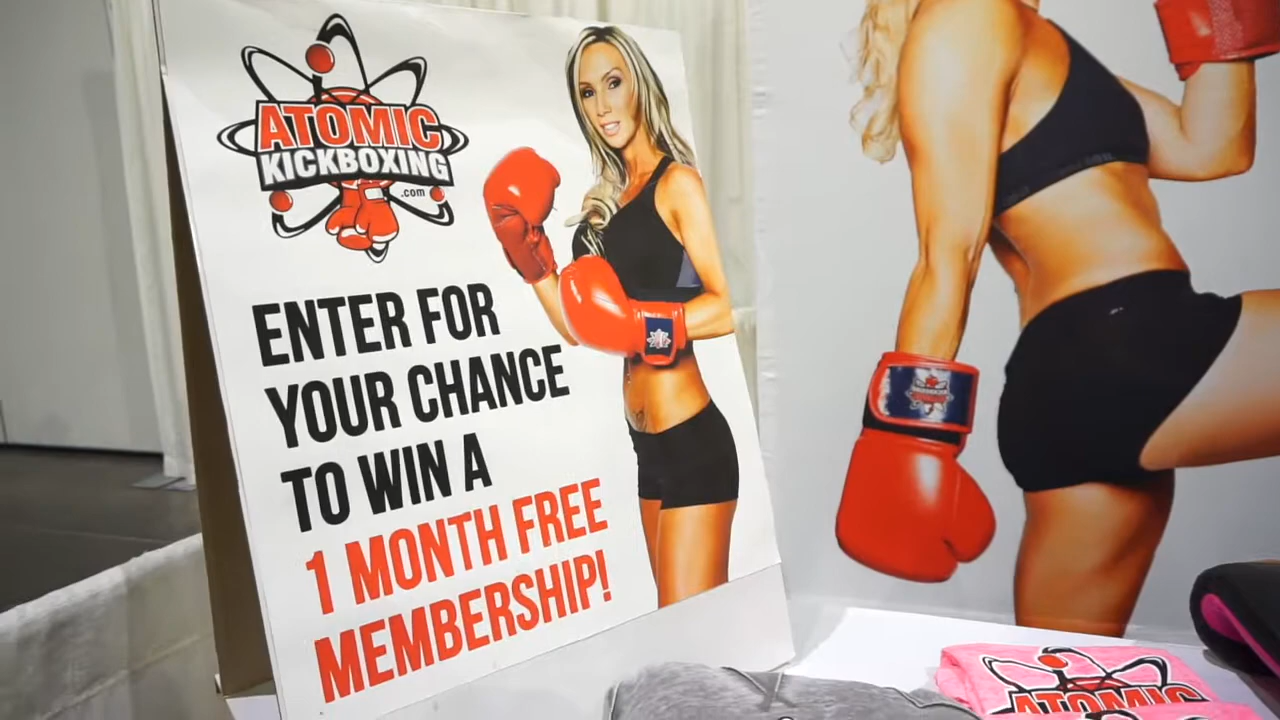 ATOMIC
KICKBOXING
.com
ENTER FOR
YOUR CHANCE
TO WIN A
1 MONTH FREE
MEMBERSHIP!
ATOMIC